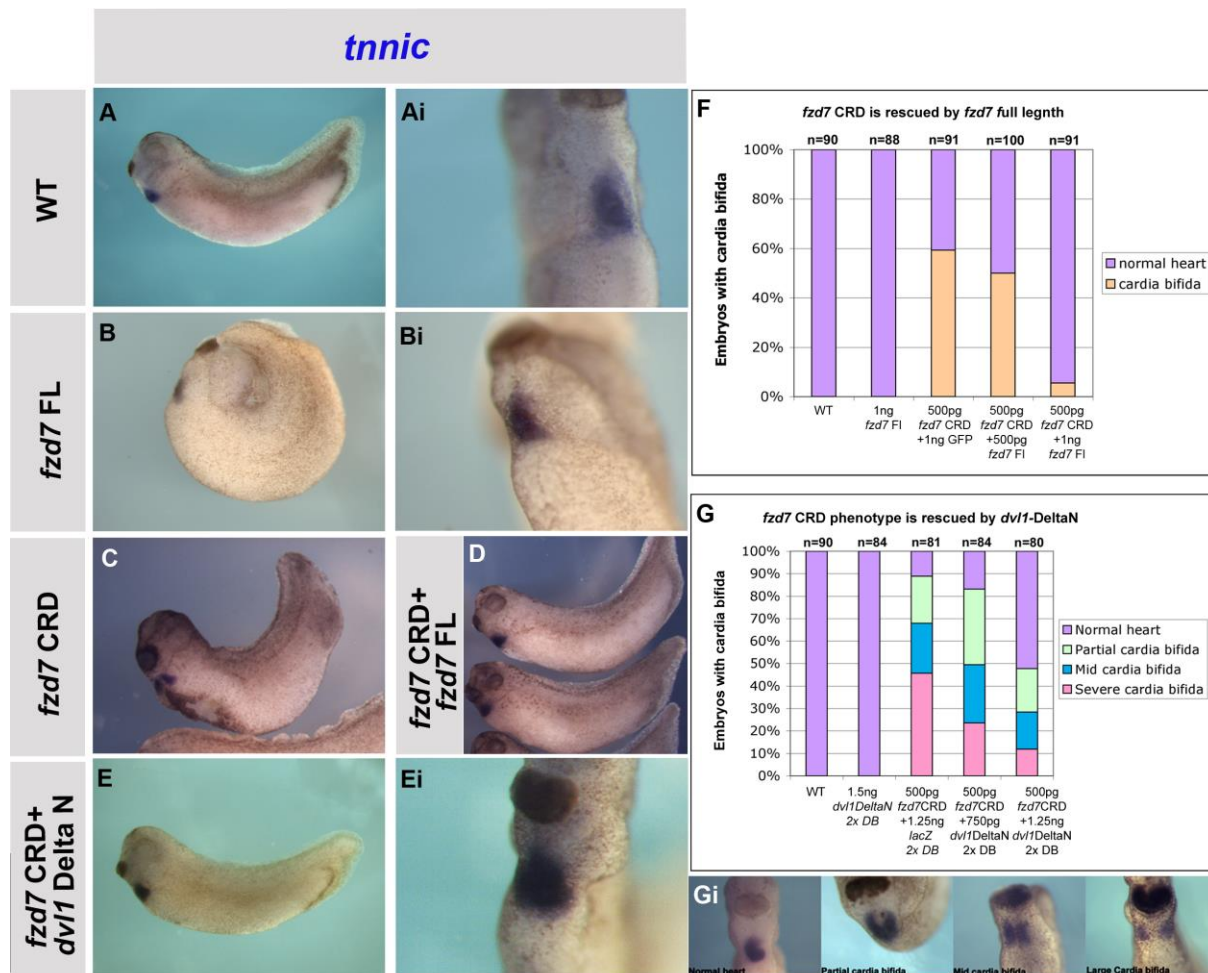 tnnic
WT
A
Ai
fzd7 FL
B
Bi
fzd7 CRD
C
fzd7 CRD+
fzd7 FL
D
fzd7 CRD+
dvl1 Delta N
E
Ei
F
fzd7 CRD is rescued by fzd7 full legnth
n=90 n=88 n=91 n=100 n=91
Embryos with cardia bifida
100%
80%
60%
40%
20%
0%
WT
1ng
fzd7 Fl
500pg
fzd7 CRD
+1ng GFP
500pg
fzd7 CRD
+500pg
fzd7 Fl
500pg
fzd7 CRD
+1ng
fzd7 Fl
normal heart
cardia bifida
G
fzd7 CRD phenotype is rescued by dvl1-DeltaN
n=90 n=84 n=81 n=84 n=80
Embryos with cardia bifida
100%
90%
80%
70%
60%
50%
40%
30%
20%
10%
0%
WT
1.5ng
dvl1DeltaN
2x DB
500pg
fzd7CRD
+1.25ng
lacZ
2x DB
500pg
fzd7CRD
+750pg
dvl1DeltaN
2x DB
500pg
fzd7CRD
+1.25ng
dvl1DeltaN
2x DB
Normal heart
Partial cardia bifida
Mid cardia bifida
Severe cardia bifida
Gi
Normal heart
Partial cardia bifida
Mid cardia bifida
Large Cardia bifida